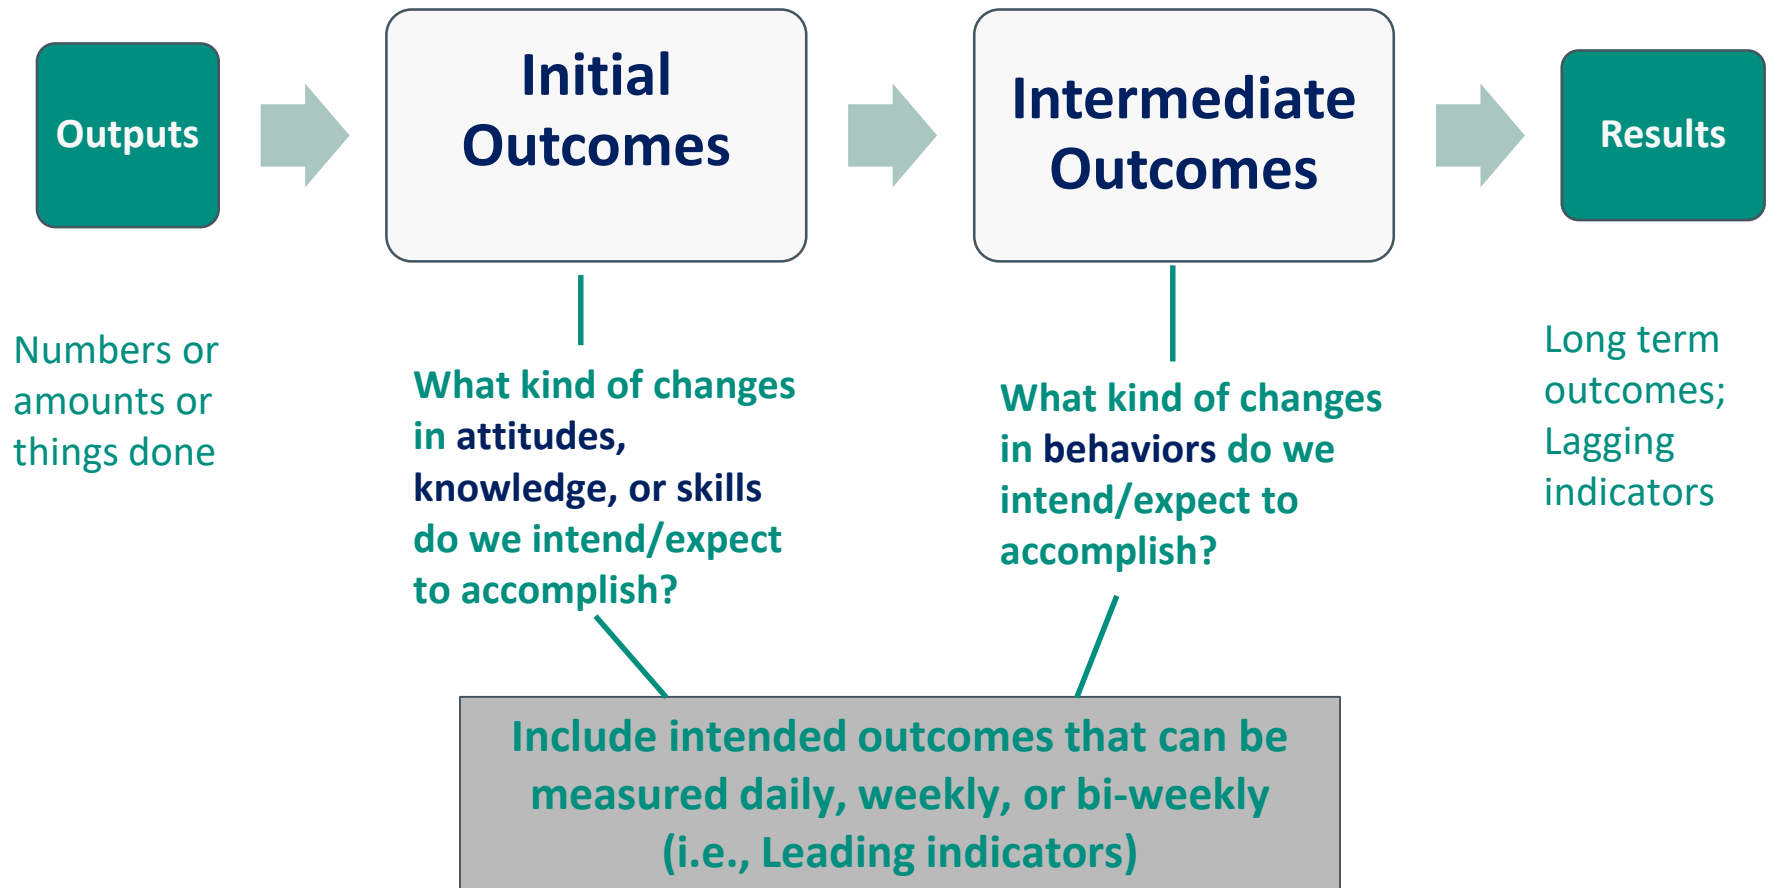 Outputs
Initial
Outcomes
Intermediate
Outcomes
Results
Numbers or
amounts or
things done
What kind of changes
in attitudes,
knowledge, or skills
do we intend/expect
to accomplish?
What kind of changes
in behaviors do we
intend/expect to
accomplish?
Long term
outcomes;
Lagging
indicators
Include intended outcomes that can be
measured daily, weekly, or bi-weekly
(i.e., Leading indicators)